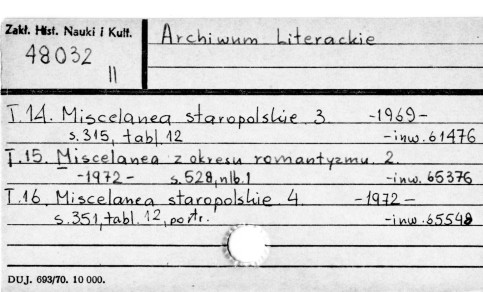 Zakł. Hist. Nauki i Kult.
48032
II
Archiwum Literackie
T.14. Miscelanea staropolskie 3. -1969-
s.315, tabl 12 -inw.61476
T.15. Miscelanea z okresu romantyzmu 2.
-1972- s.528, nlb.1 -inw.65376
T.16. Miscelanea staropolskie 4. -1972-
s.351, tabl. 12, portr. -inw.65548
DUJ. 693/70. 10 000.